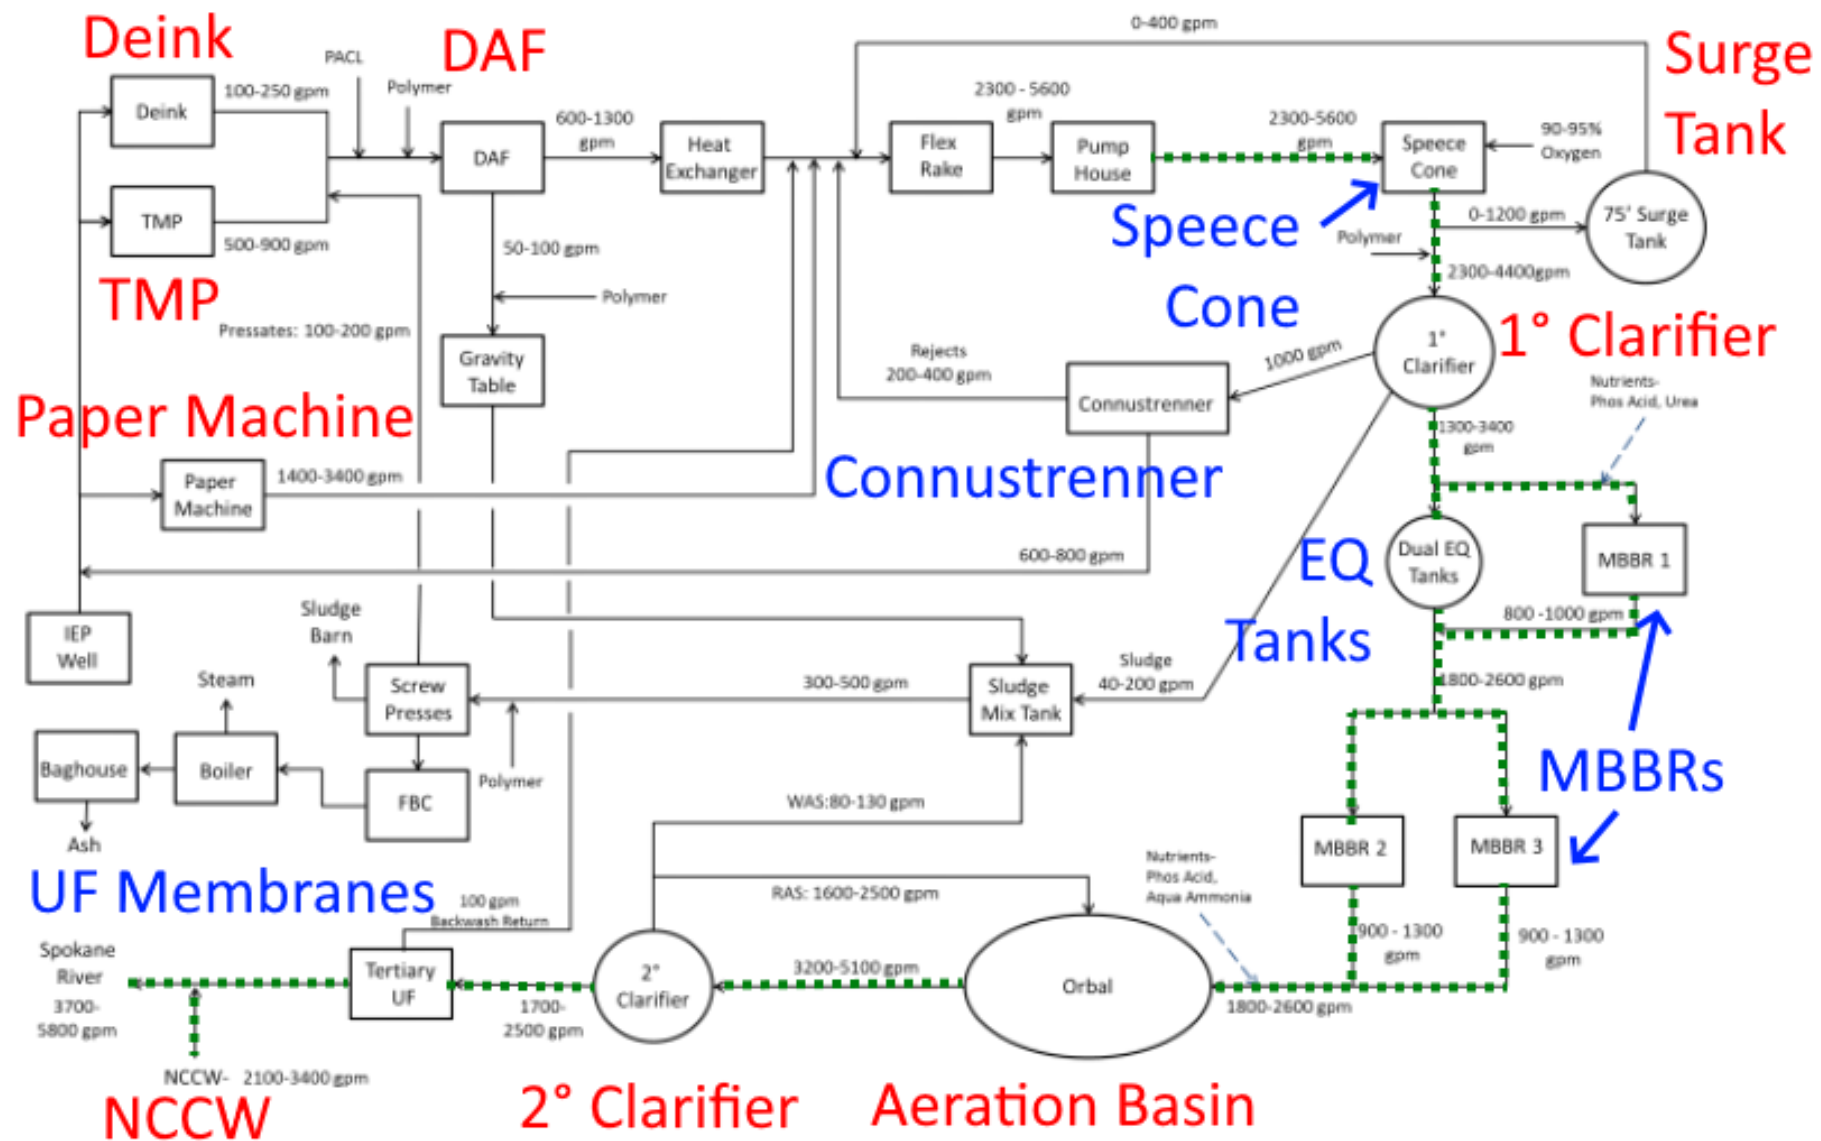 Deink
DAF
0-400 gpm
Surge
Tank
PACL
Polymer
Deink
100-250 gpm
DAF
600-1300
gpm
Heat
Exchanger
2300 - 5600
gpm
Flex
Rake
Pump
House
2300-5600
gpm
Speece
Cone
90-95%
Oxygen
TMP
500-900 gpm
TMP
50-100 gpm
Polymer
Speece
Cone
Polymer
0-1200 gpm
75' Surge
Tank
2300-4400gpm
Pressates: 100-200 gpm
Gravity
Table
Rejects
200-400 gpm
1000 gpm
1°
Clarifier
1° Clarifier
Connustrenner
Nutrients-
Phos Acid, Urea
Paper Machine
Connustrenner
1300-3400
gpm
Paper
Machine
1400-3400 gpm
600-800 gpm
EQ
Tanks
Dual EQ
Tanks
MBBR 1
800 -1000 gpm
IEP
Well
Sludge
Barn
Steam
Screw
Presses
300-500 gpm
Sludge
Mix Tank
Sludge
40-200 gpm
1800-2600 gpm
Baghouse
Boiler
FBC
Polymer
Ash
WAS:80-130 gpm
MBBRs
MBBR 2
MBBR 3
UF Membranes
100 gpm
Backwash Return
RAS: 1600-2500 gpm
Nutrients-
Phos Acid,
Aqua Ammonia
900 - 1300
gpm
900 - 1300
gpm
Spokane
River
3700-
5800 gpm
Tertiary
UF
1700-
2500 gpm
2°
Clarifier
3200-5100 gpm
Orbal
1800-2600 gpm
NCCW- 2100-3400 gpm
NCCW
2° Clarifier
Aeration Basin